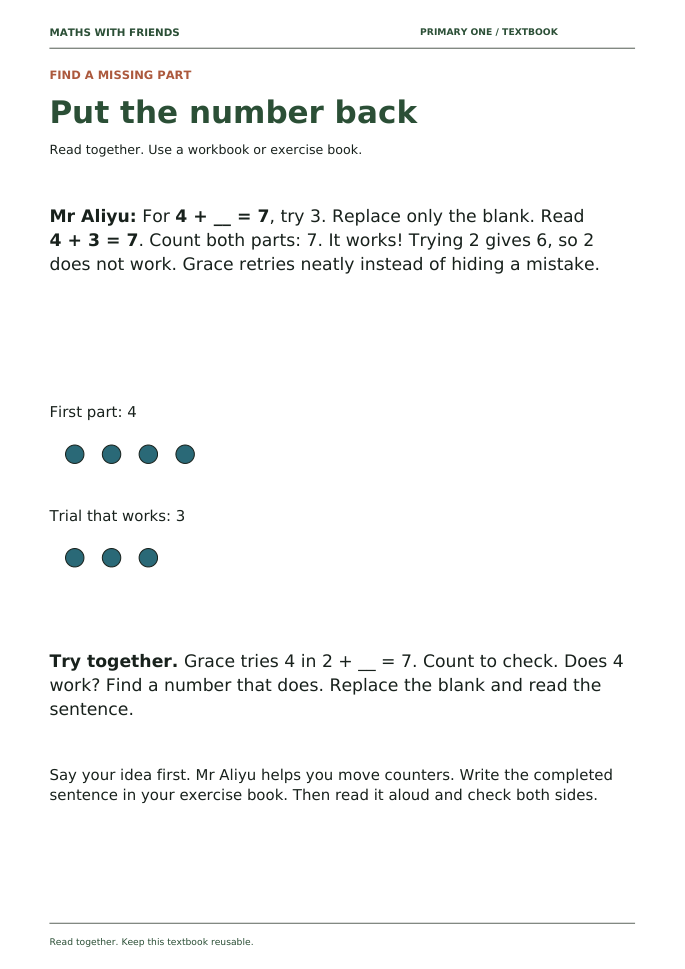 MATHS WITH FRIENDS
PRIMARY ONE / TEXTBOOK
FIND A MISSING PART
Put the number back
Read together. Use a workbook or exercise book.
Mr Aliyu: For 4 + __ = 7, try 3. Replace only the blank. Read
4 + 3 = 7. Count both parts: 7. It works! Trying 2 gives 6, so 2
does not work. Grace retries neatly instead of hiding a mistake.
First part: 4
Trial that works: 3
Try together. Grace tries 4 in 2 + __ = 7. Count to check. Does 4
work? Find a number that does. Replace the blank and read the
sentence.
Say your idea first. Mr Aliyu helps you move counters. Write the completed
sentence in your exercise book. Then read it aloud and check both sides.
Read together. Keep this textbook reusable.